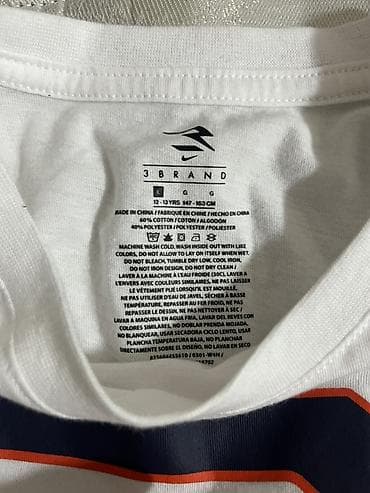 3 BRAND
L G G
12 - 13 YRS 147 - 163 CM
MADE IN CHINA / FABRIQUÉ EN CHINE / HECHO EN CHINA
60% COTTON / COTON / ALGODÓN
40% POLYESTER / POLYESTER / POLIÉSTER
MACHINE WASH COLD. WASH INSIDE OUT WITH LIKE
COLORS, DO NOT ALLOW TO LAY ON ITSELF WHEN WET.
DO NOT BLEACH, TUMBLE DRY LOW, COOL IRON,
DO NOT IRON DESIGN, DO NOT DRY CLEAN /
LAVER À LA MACHINE À L'EAU FROIDE (30C). LAVER À
L'ENVERS AVEC COULEURS SIMILAIRES, NE PAS LAISSER
LE VÊTEMENT PLIÉ LORSQU'IL EST MOUILLÉ.
NE PAS UTILISER D'EAU DE JAVEL, SÉCHER À BASSE
TEMPÉRATURE, REPASSER AU FER FROID, NE PAS
REPASSER LE DESSIN, NE PAS NETTOYER À SEC /
LAVAR A MAQUINA EN AGUA FRIA. LAVAR DEL REVES CON
COLORES SIMILARES, NO DOBLAR PRENDA MOJADA,
NO BLANQUEAR, USAR SECADORA CICLO LENTO, USAR
PLANCHA TEMPERATURA BAJA, NO PLANCHAR
DIRECTAMENTE SOBRE EL DISEÑO, NO LAVAR EN SECO